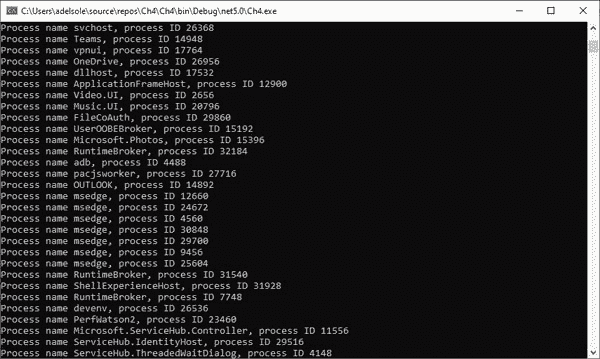 C:\Users\adelsole\source\repos\Ch4\Ch4\bin\Debug\net5.0\Ch4.exe
Process name svchost, process ID 26368
Process name Teams, process ID 14948
Process name vpnui, process ID 17764
Process name OneDrive, process ID 26956
Process name dllhost, process ID 17532
Process name ApplicationFrameHost, process ID 12900
Process name Video.UI, process ID 2656
Process name Music.UI, process ID 20796
Process name FileCoAuth, process ID 29860
Process name UserOOBEBroker, process ID 15192
Process name Microsoft.Photos, process ID 15396
Process name RuntimeBroker, process ID 32184
Process name adb, process ID 4488
Process name pacjsworker, process ID 27716
Process name OUTLOOK, process ID 14892
Process name msedge, process ID 12660
Process name msedge, process ID 24672
Process name msedge, process ID 4560
Process name msedge, process ID 30848
Process name msedge, process ID 29700
Process name msedge, process ID 9456
Process name msedge, process ID 25604
Process name RuntimeBroker, process ID 31540
Process name ShellExperienceHost, process ID 31928
Process name RuntimeBroker, process ID 7748
Process name devenv, process ID 26536
Process name PerfWatson2, process ID 23460
Process name Microsoft.ServiceHub.Controller, process ID 11556
Process name ServiceHub.IdentityHost, process ID 29516
Process name ServiceHub.ThreadedWaitDialog, process ID 4148